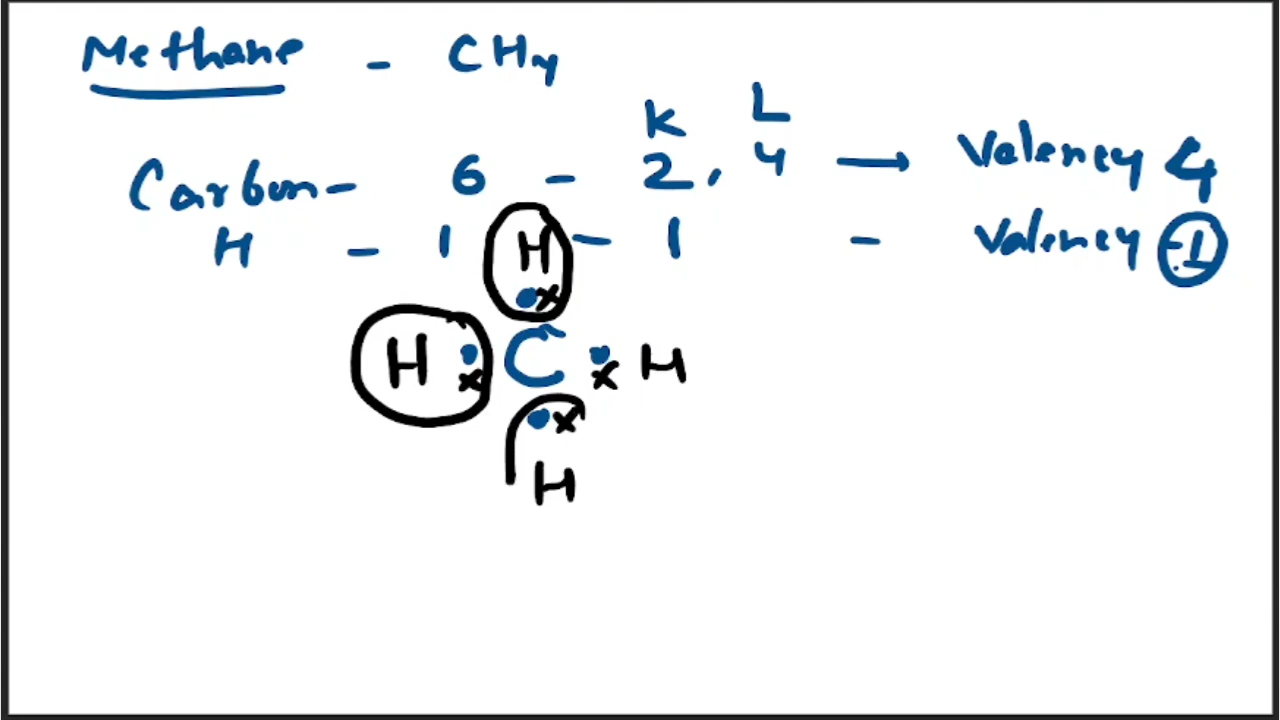 Methane - CH4
K L
Carbon - 6 - 2, 4 → Valency 4
H - 1 - 1 - Valency -1
H
•x
H •x C •x H
•x
H